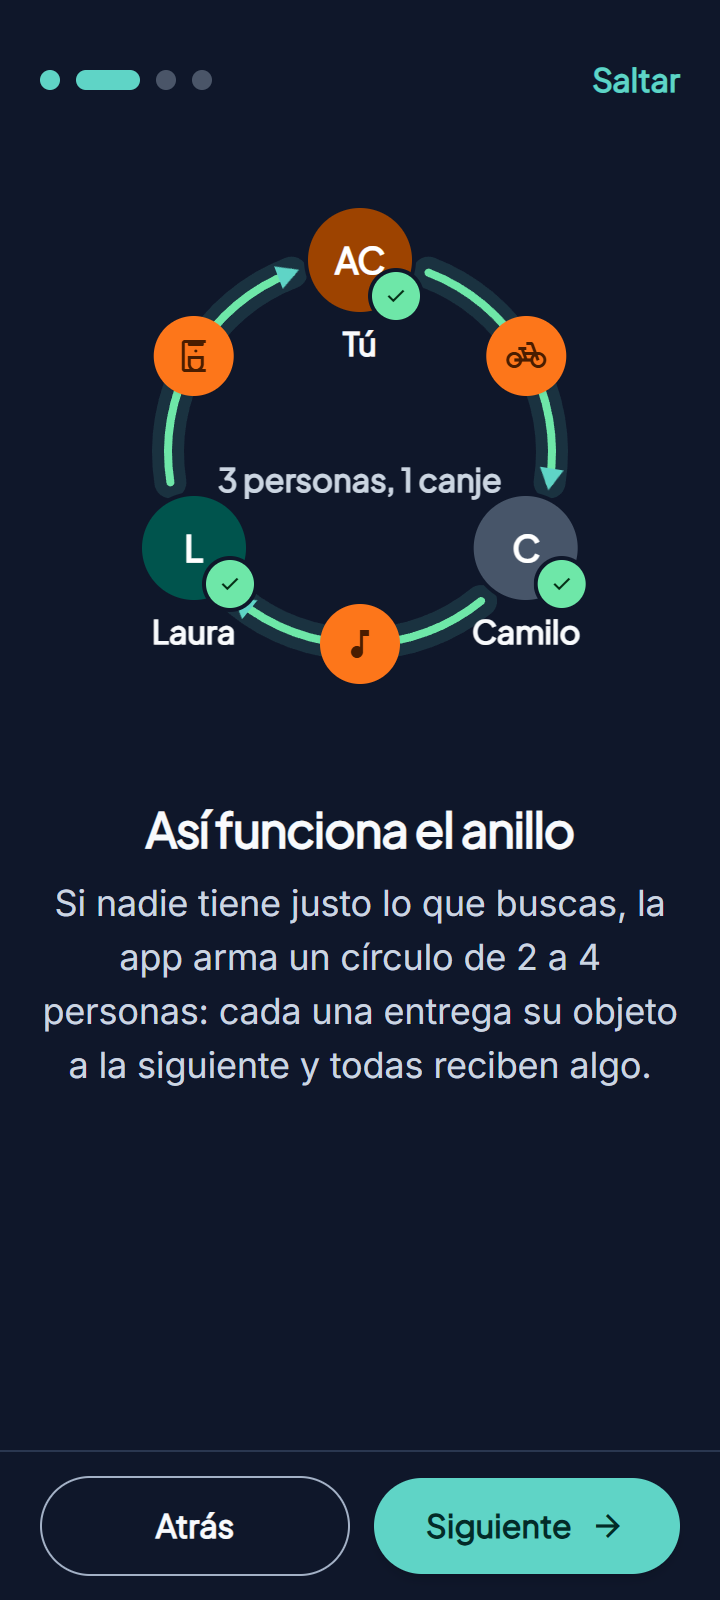 Saltar
AC
Tú
3 personas, 1 canje
L
C
Laura
Camilo
Así funciona el anillo
Si nadie tiene justo lo que buscas, la
app arma un círculo de 2 a 4
personas: cada una entrega su objeto
a la siguiente y todas reciben algo.
Atrás
Siguiente